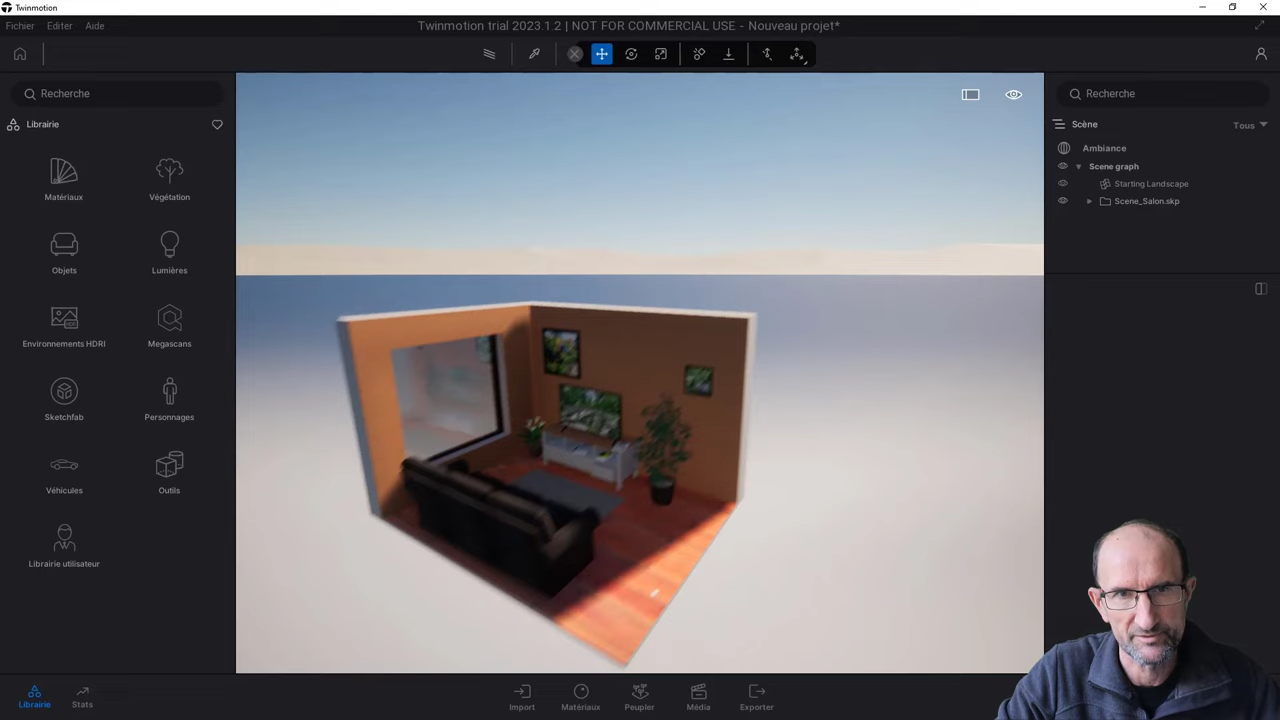 Twinmotion
Fichier Editer Aide
Twinmotion trial 2023.1.2 | NOT FOR COMMERCIAL USE - Nouveau projet*
Recherche
Librairie
Matériaux
Végétation
Objets
Lumières
Environnements HDRI
Megascans
Sketchfab
Personnages
Véhicules
Outils
Librairie utilisateur
Recherche
Scène
Tous
Ambiance
Scene graph
Starting Landscape
Scene_Salon.skp
Librairie
Stats
Import
Matériaux
Peupler
Média
Exporter